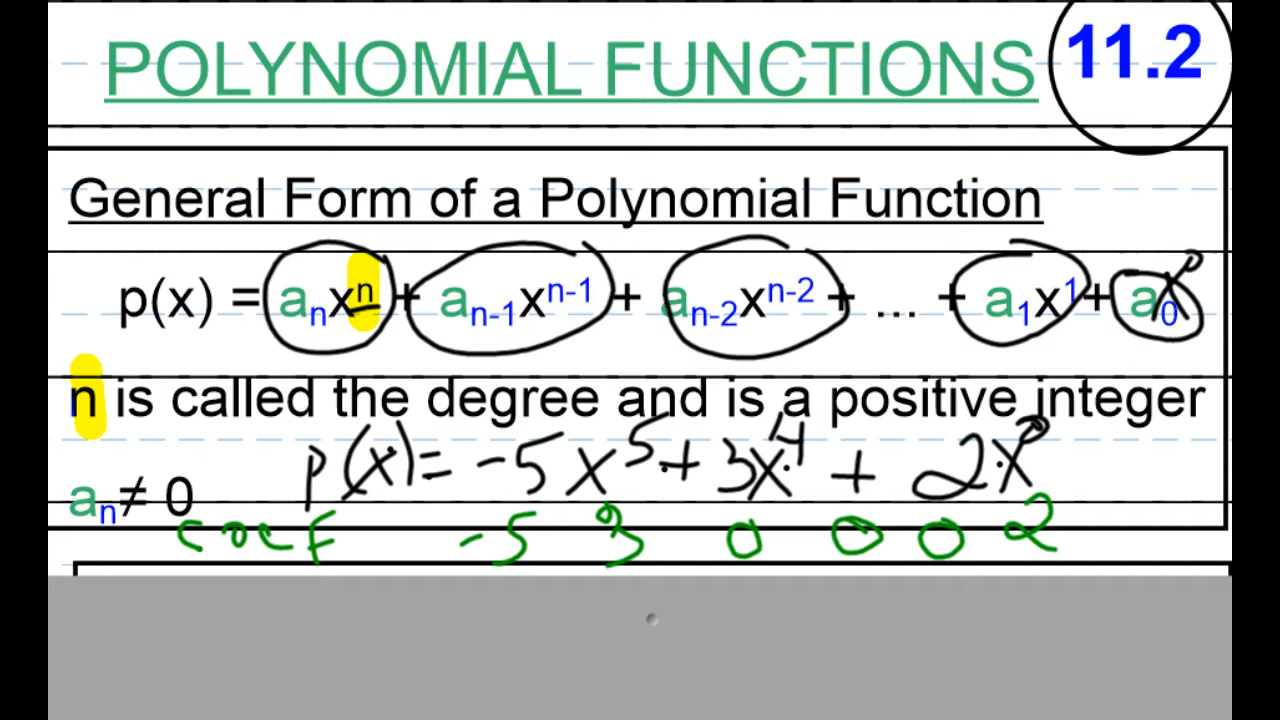 POLYNOMIAL FUNCTIONS 11.2
General Form of a Polynomial Function
p(x) = aₙxⁿ + aₙ₋₁xⁿ⁻¹ + aₙ₋₂xⁿ⁻² + ... + a₁x¹ + a₀x⁰
n is called the degree and is a positive integer
p(x) = -5x⁵ + 3x⁴ + 2x⁰
aₙ ≠ 0
coef -5 3 0 0 0 2